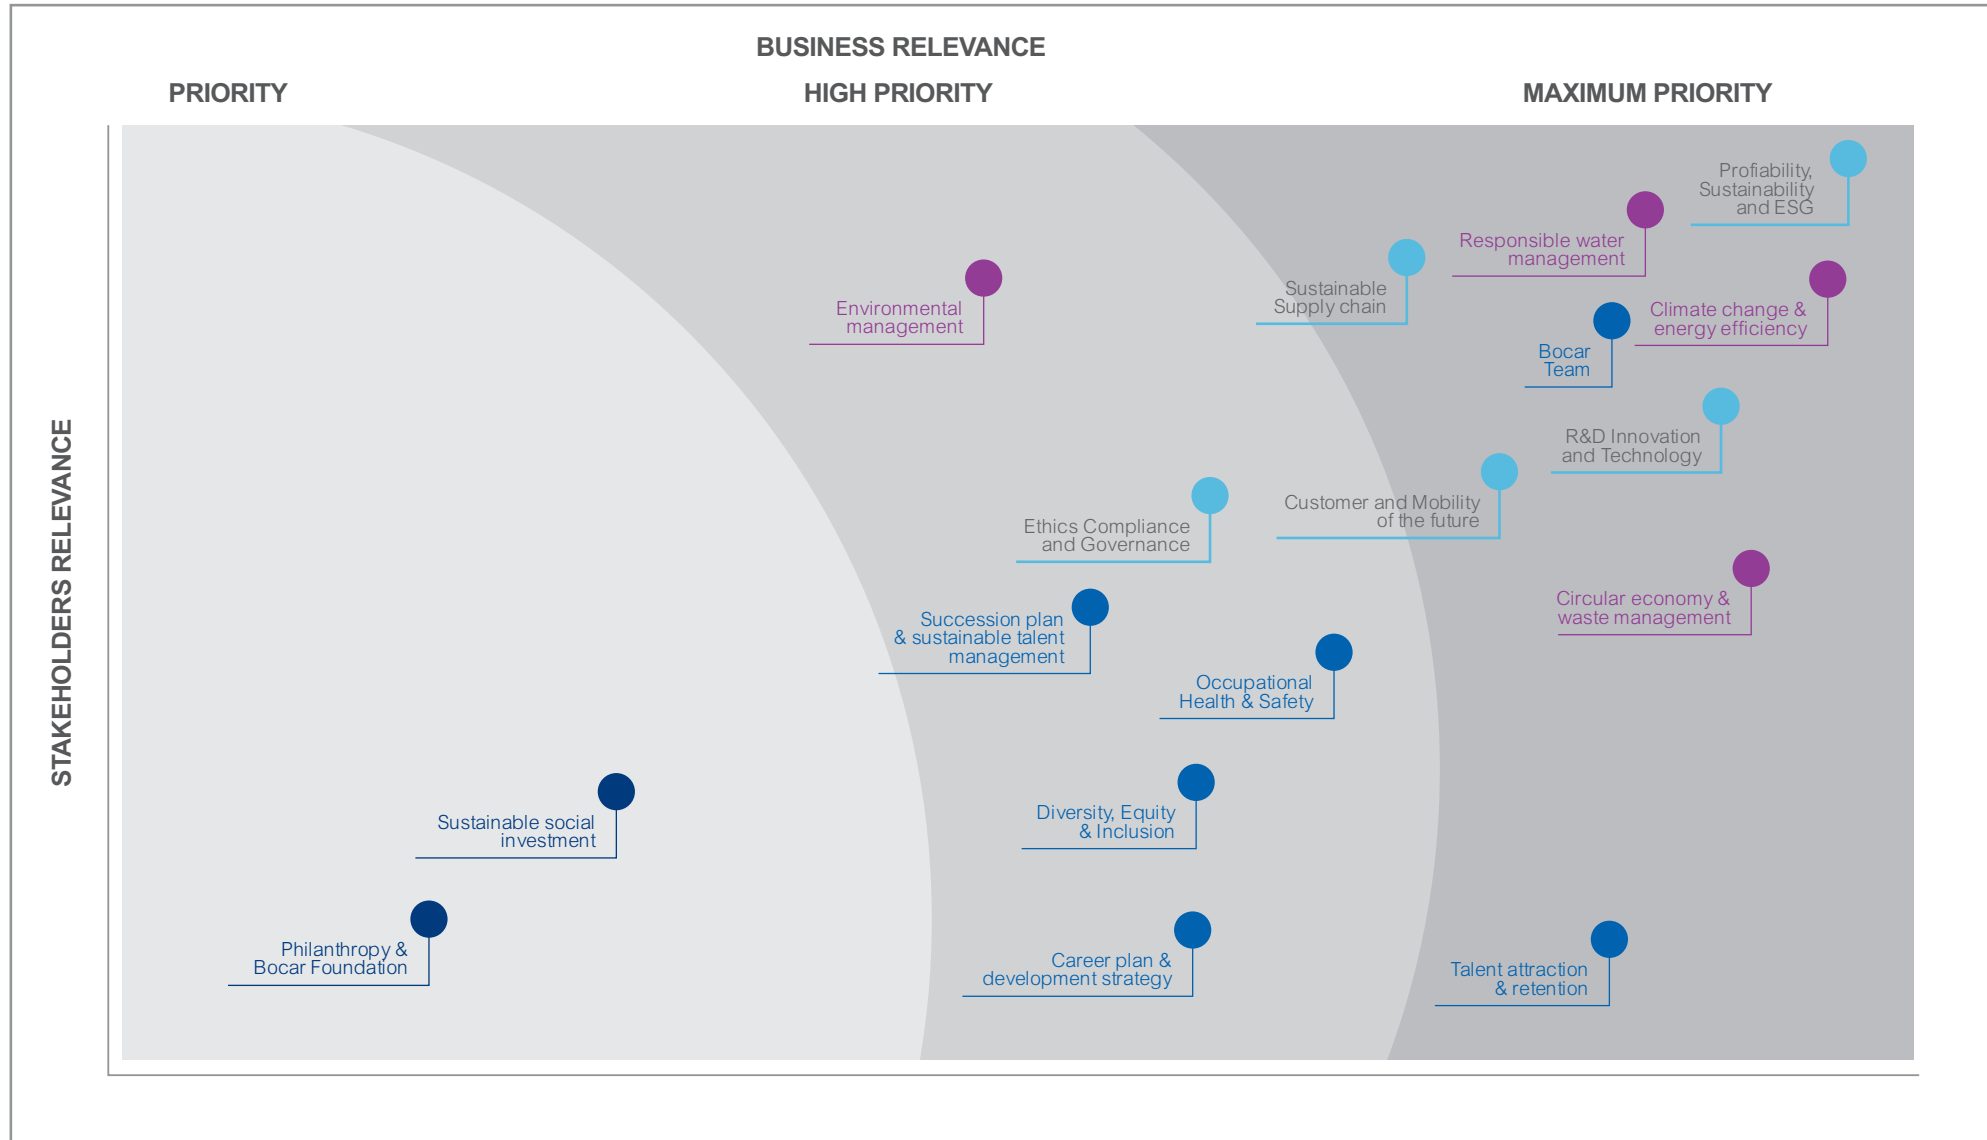 BUSINESS RELEVANCE
PRIORITY
HIGH PRIORITY
MAXIMUM PRIORITY
STAKEHOLDERS RELEVANCE
Profiability,
Sustainability
and ESG
Responsible water
management
Sustainable
Supply chain
Environmental
management
Climate change &
energy efficiency
Bocar
Team
R&D Innovation
and Technology
Customer and Mobility
of the future
Ethics Compliance
and Governance
Circular economy &
waste management
Succession plan
& sustainable talent
management
Occupational
Health & Safety
Diversity, Equity
& Inclusion
Sustainable social
investment
Philanthropy &
Bocar Foundation
Career plan &
development strategy
Talent attraction
& retention